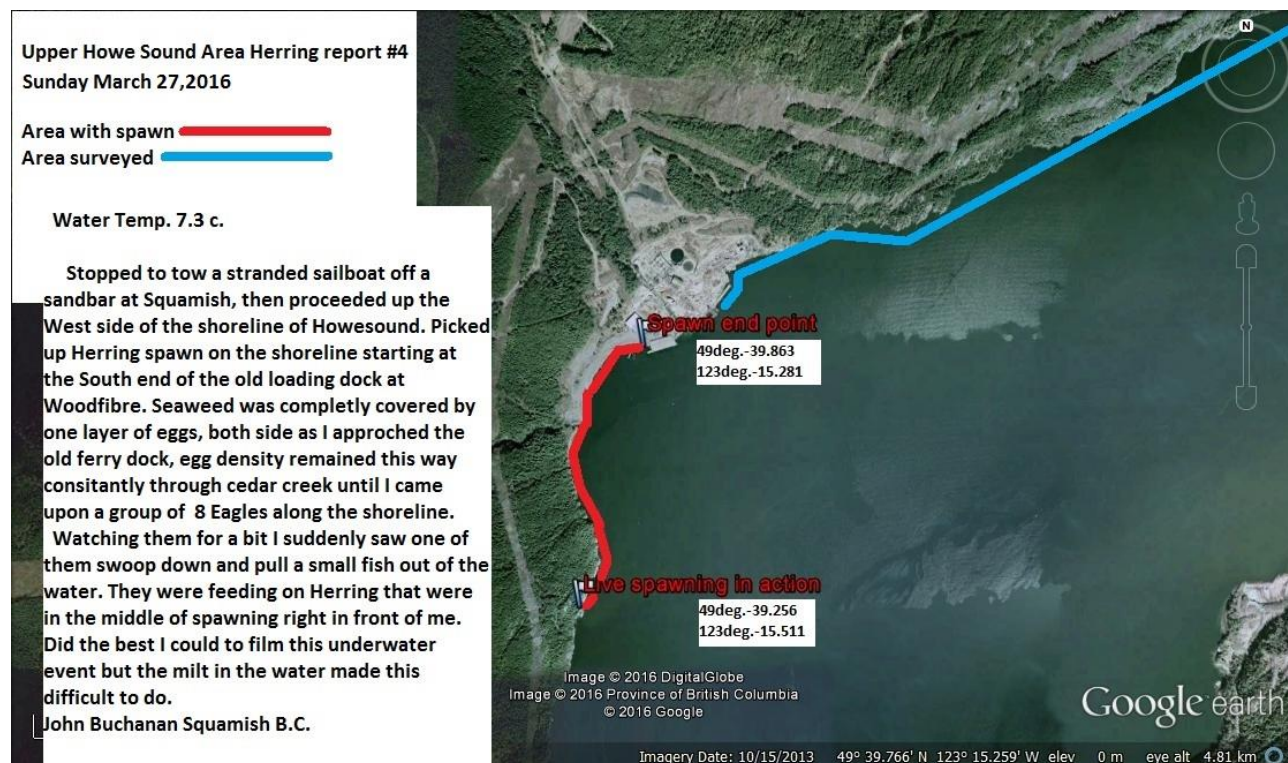 Upper Howe Sound Area Herring report #4
Sunday March 27,2016
Area with spawn
Area surveyed
Water Temp. 7.3 c.
Stopped to tow a stranded sailboat off a
sandbar at Squamish, then proceeded up the
West side of the shoreline of Howesound. Picked
up Herring spawn on the shoreline starting at
the South end of the old loading dock at
Woodfibre. Seaweed was completly covered by
one layer of eggs, both side as I approched the
old ferry dock, egg density remained this way
consitantly through cedar creek until I came
upon a group of 8 Eagles along the shoreline.
Watching them for a bit I suddenly saw one of
them swoop down and pull a small fish out of the
water. They were feeding on Herring that were
in the middle of spawning right in front of me.
Did the best I could to film this underwater
event but the milt in the water made this
difficult to do.
John Buchanan Squamish B.C.
N
Spawn end point
49deg.-39.863
123deg.-15.281
Live spawning in action
49deg.-39.256
123deg.-15.511
Image © 2016 DigitalGlobe
Image © 2016 Province of British Columbia
© 2016 Google
Google earth
Imagery Date: 10/15/2013 49º 39.766' N 123º 15.259' W elev 0 m eye alt 4.81 km